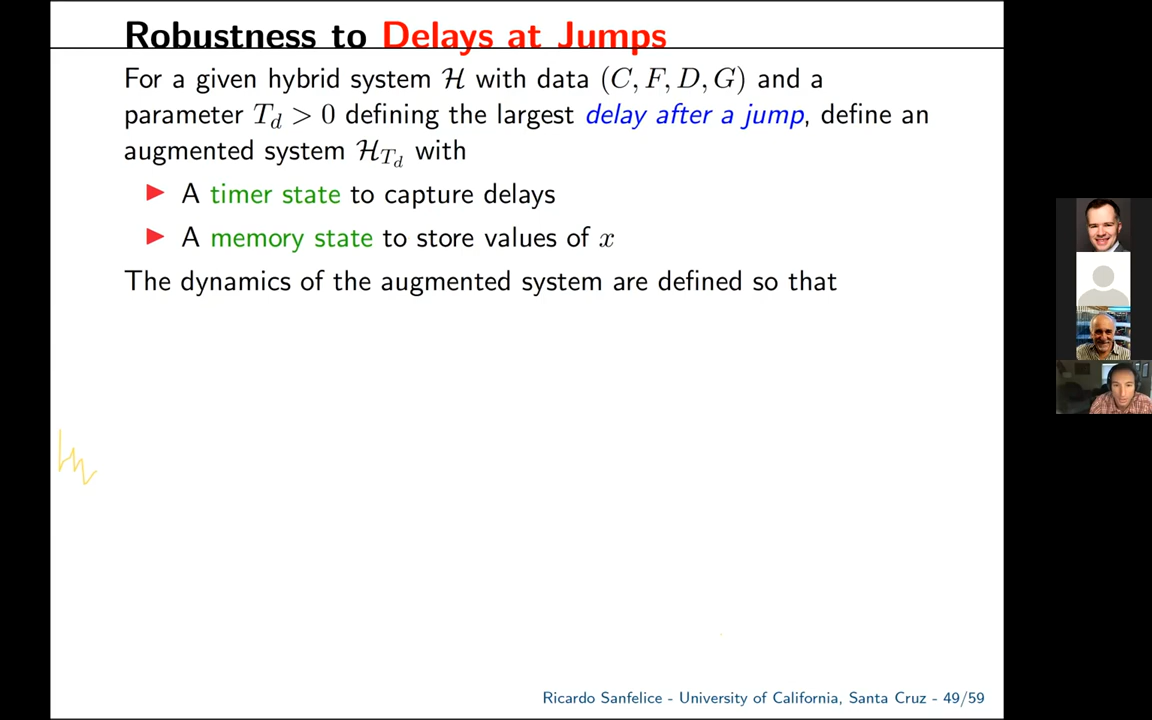 Robustness to Delays at Jumps
For a given hybrid system ℋ with data (C, F, D, G) and a
parameter T_d > 0 defining the largest delay after a jump, define an
augmented system ℋ_{T_d} with
▶ A timer state to capture delays
▶ A memory state to store values of x
The dynamics of the augmented system are defined so that
Ricardo Sanfelice - University of California, Santa Cruz - 49/59